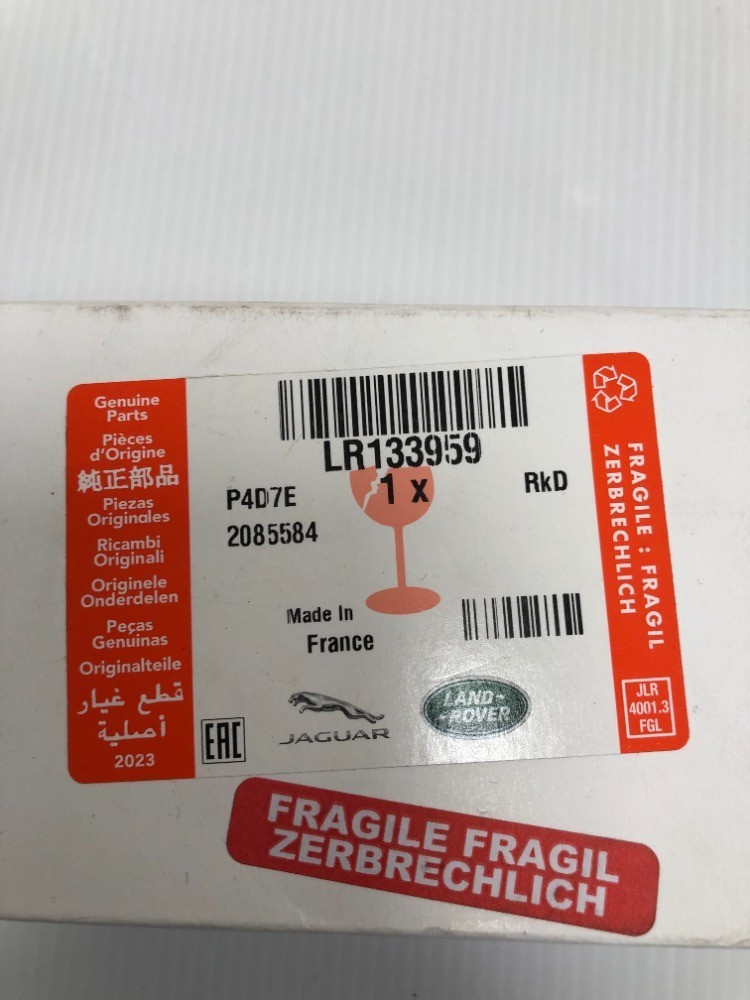 Genuine
Parts
Pièces
d'Origine
純正部品
Piezas
Originales
Ricambi
Originali
Originele
Onderdelen
Peças
Genuinas
Originalteile
قطع غيار
أصلية
2023
LR133959
P4D7E
1 x
RkD
2085584
Made In
France
EAC
JAGUAR
LAND-
-ROVER
FRAGILE : FRAGIL
ZERBRECHLICH
JLR
4001.3
FGL
FRAGILE FRAGIL
ZERBRECHLICH